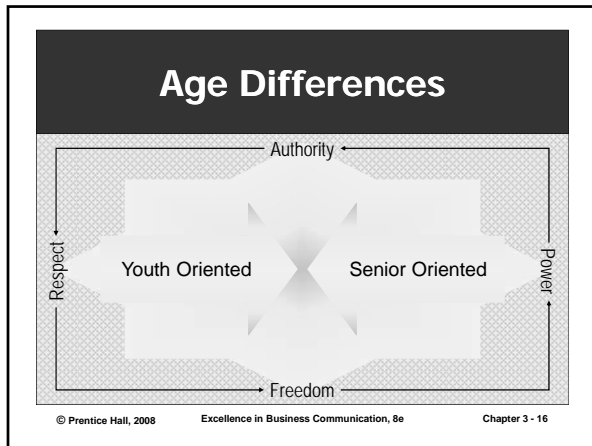 Age Differences
Authority
Respect
Youth Oriented
Senior Oriented
Power
Freedom
© Prentice Hall, 2008 Excellence in Business Communication, 8e Chapter 3 - 16